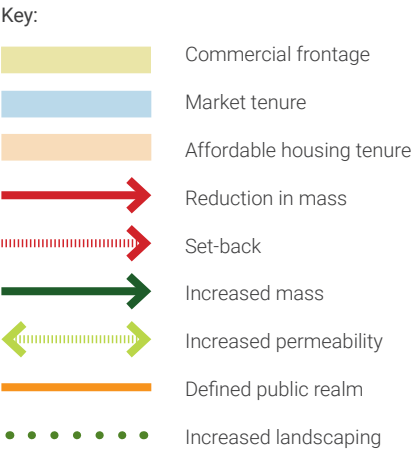 Key:
Commercial frontage
Market tenure
Affordable housing tenure
Reduction in mass
Set-back
Increased mass
Increased permeability
Defined public realm
Increased landscaping